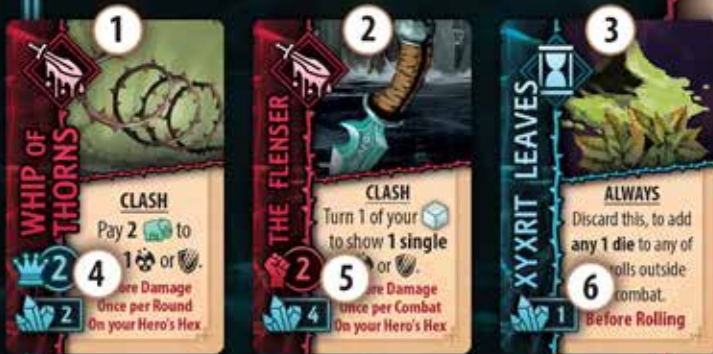 1
WHIP OF
THORNS
CLASH
Pay 2 to
1 or .
Damage
Once per Round
On your Hero's Hex
2
4
2
2
THE FLENSER
CLASH
Turn 1 of your
to show 1 single
or .
Damage
Once per Combat
On your Hero's Hex
2
5
4
3
XYXRIT LEAVES
ALWAYS
Discard this, to add
any 1 die to any of
rolls outside
combat.
Before Rolling
6
1